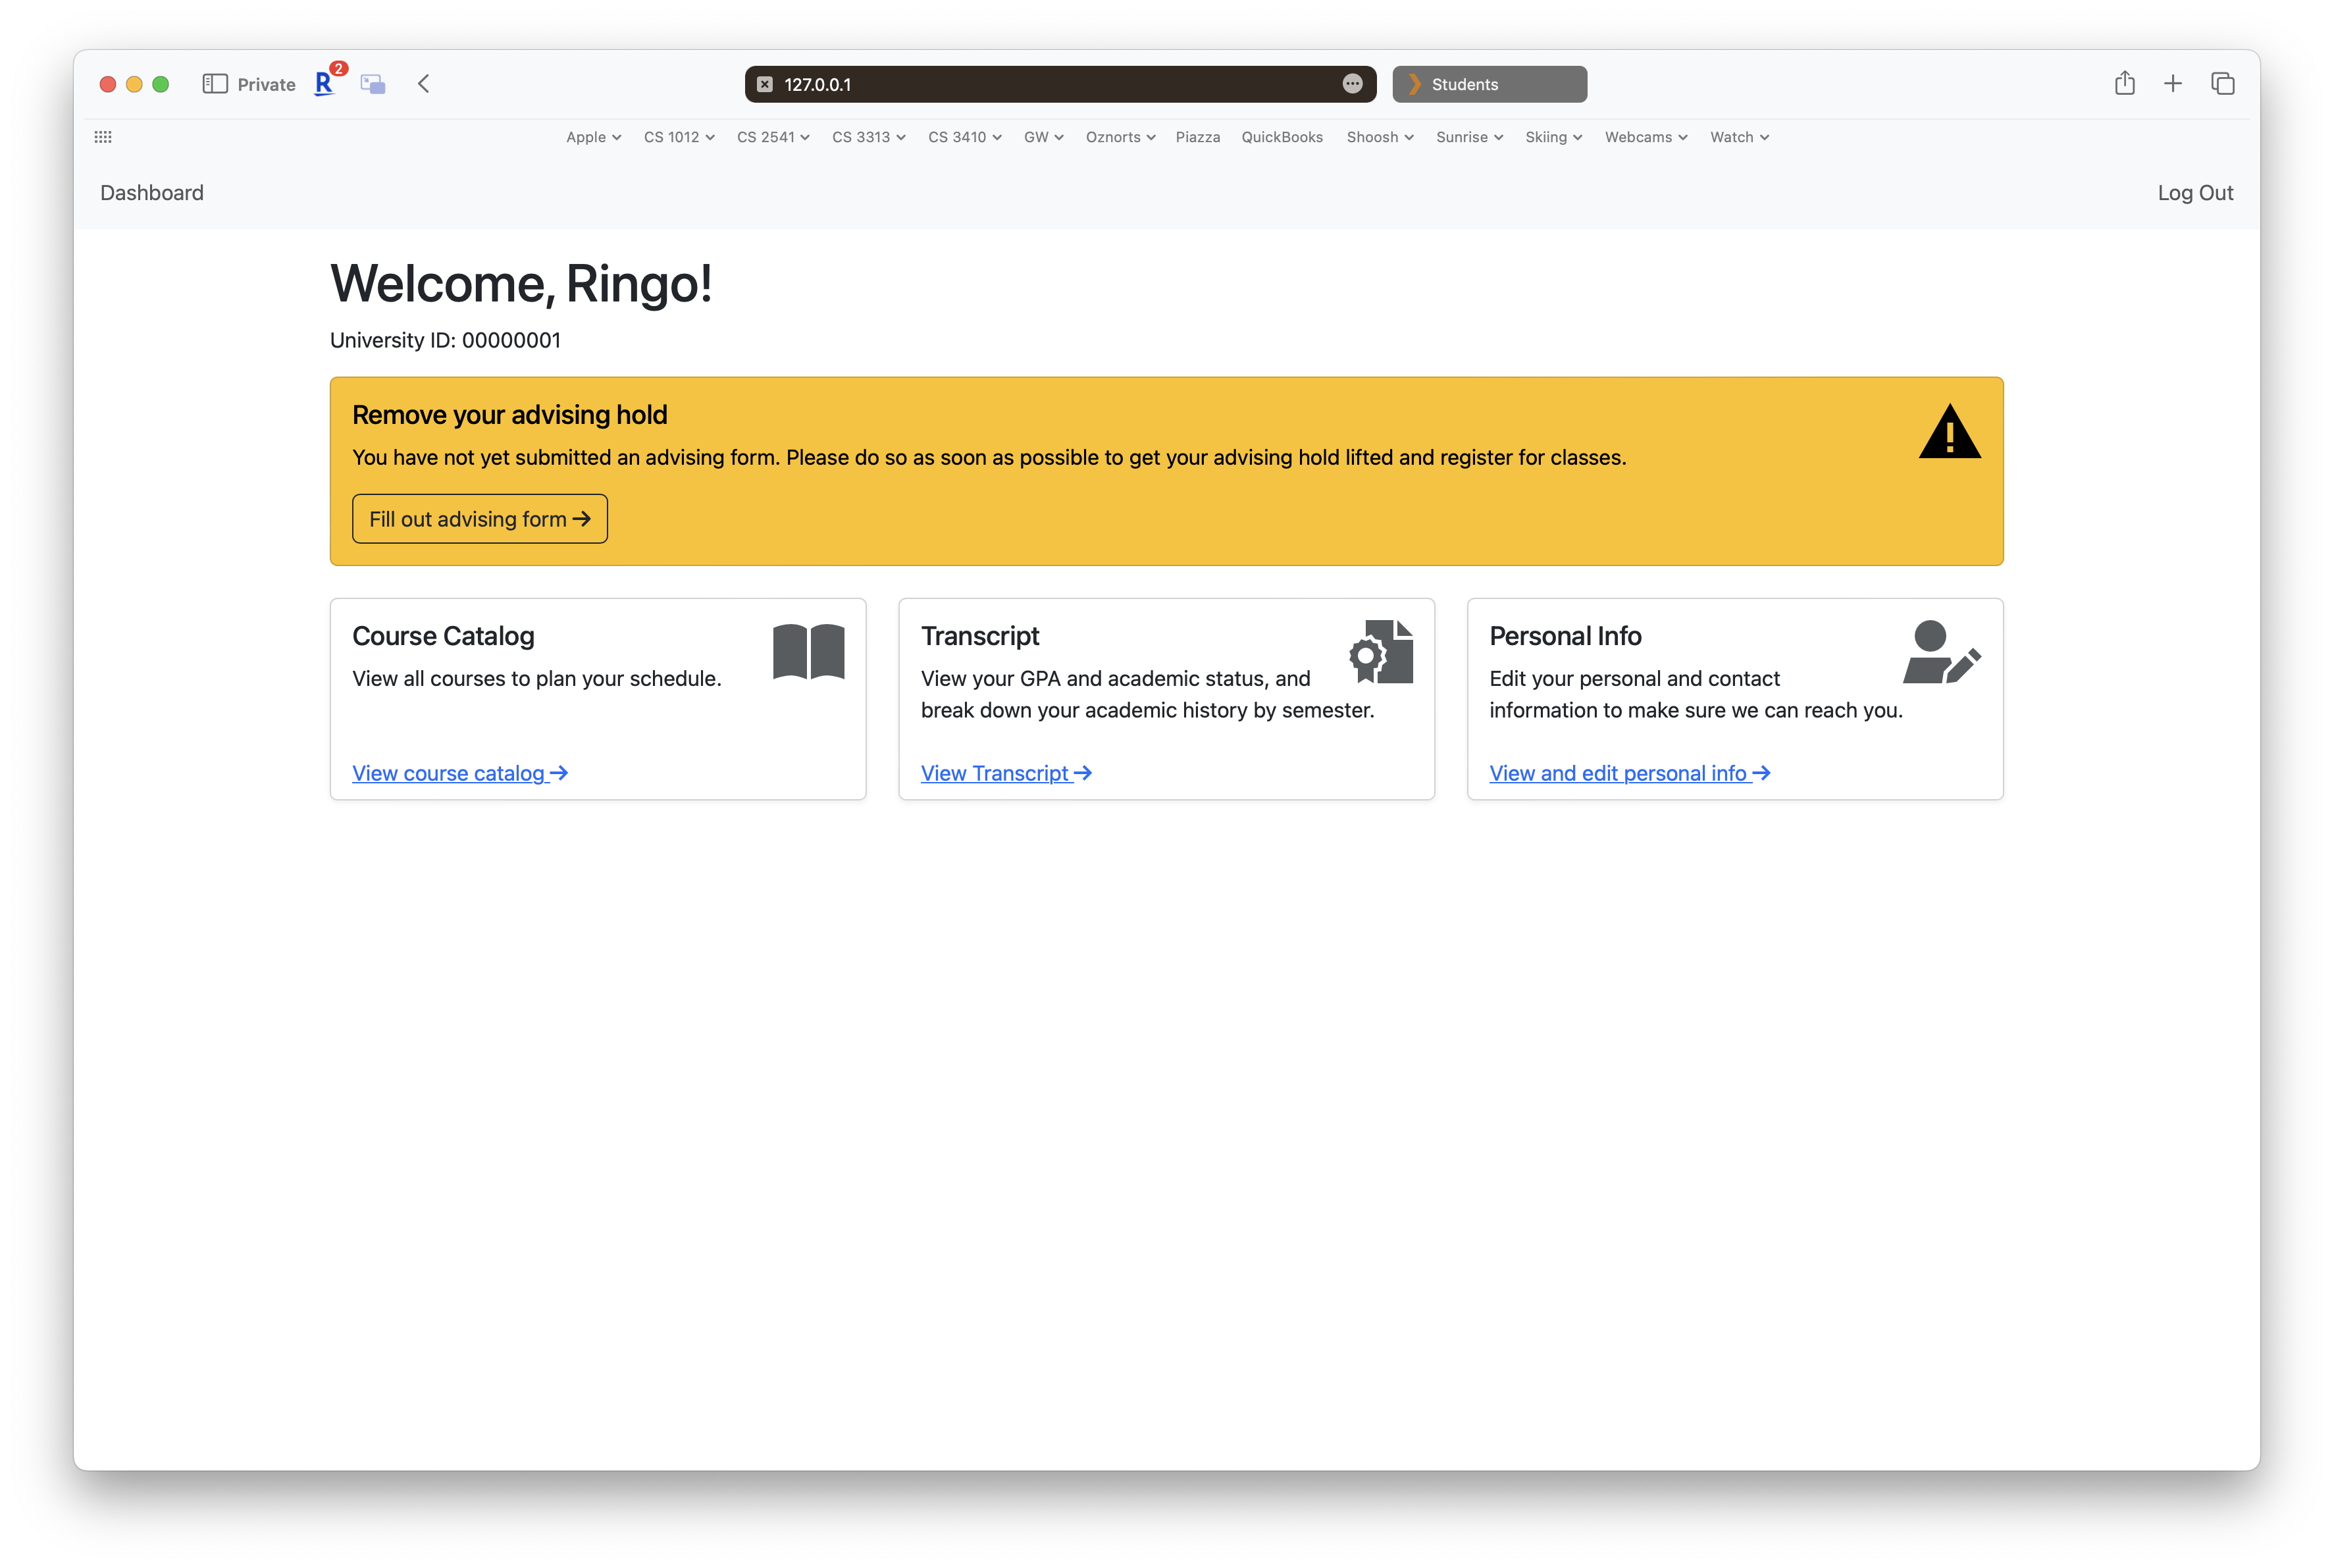 Private
R
2
127.0.0.1
Students
Apple CS 1012 CS 2541 CS 3313 CS 3410 GW Oznorts Piazza QuickBooks Shoosh Sunrise Skiing Webcams Watch
Dashboard
Log Out
Welcome, Ringo!
University ID: 00000001
Remove your advising hold
You have not yet submitted an advising form. Please do so as soon as possible to get your advising hold lifted and register for classes.
Fill out advising form
Course Catalog
View all courses to plan your schedule.
View course catalog
Transcript
View your GPA and academic status, and
break down your academic history by semester.
View Transcript
Personal Info
Edit your personal and contact
information to make sure we can reach you.
View and edit personal info